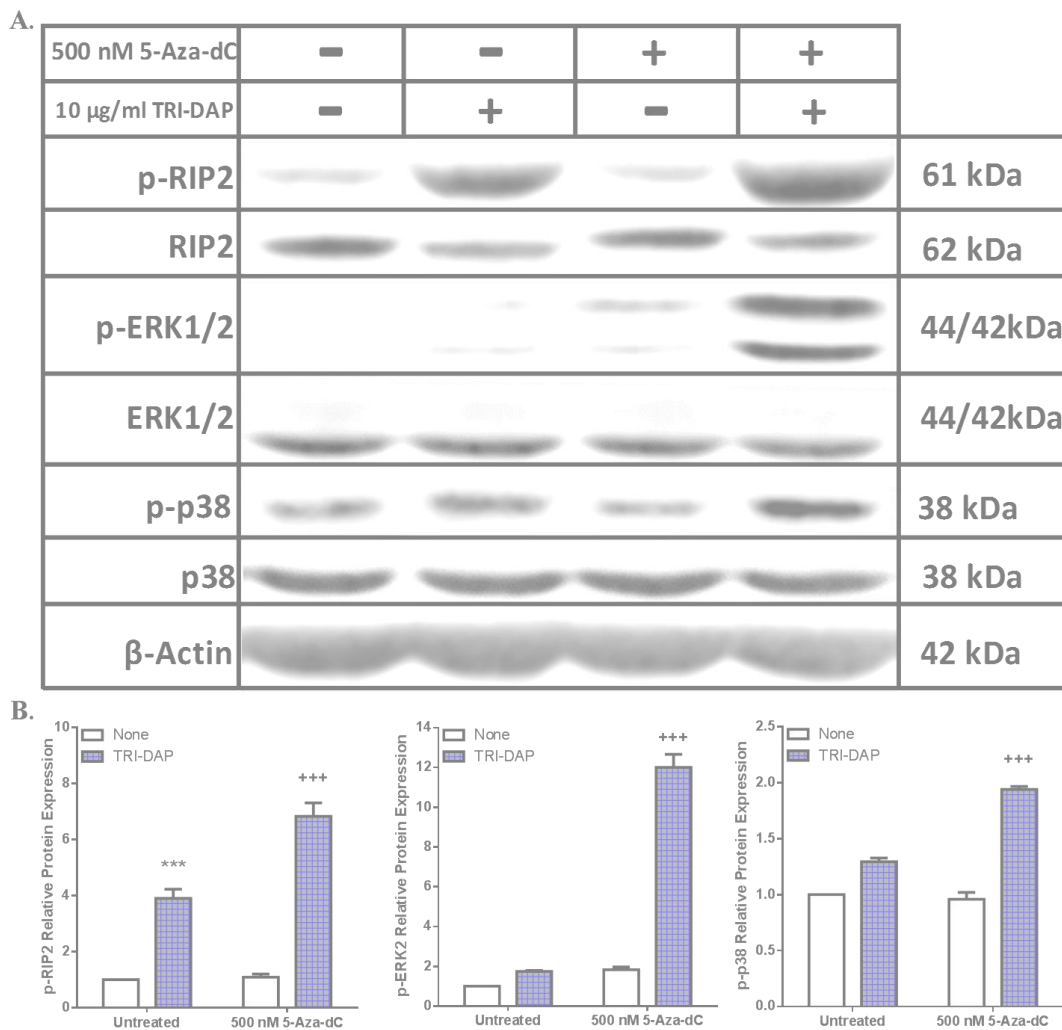 A.
500 nM 5-Aza-dC - - + +
10 µg/ml TRI-DAP - + - +
p-RIP2 61 kDa
RIP2 62 kDa
p-ERK1/2 44/42kDa
ERK1/2 44/42kDa
p-p38 38 kDa
p38 38 kDa
β-Actin 42 kDa
B.
p-RIP2 Relative Protein Expression
10
8
6
4
2
0
None
TRI-DAP
***
+++
Untreated
500 nM 5-Aza-dC
p-ERK2 Relative Protein Expression
14
12
10
8
6
4
2
0
None
TRI-DAP
+++
Untreated
500 nM 5-Aza-dC
p-p38 Relative Protein Expression
2.5
2.0
1.5
1.0
0.5
0.0
None
TRI-DAP
+++
Untreated
500 nM 5-Aza-dC